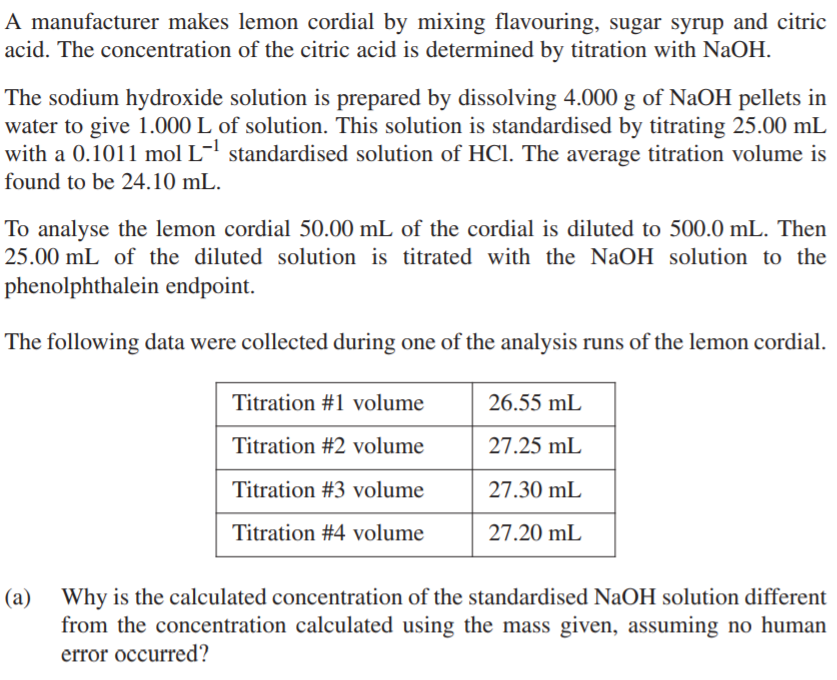 A manufacturer makes lemon cordial by mixing flavouring, sugar syrup and citric
acid. The concentration of the citric acid is determined by titration with NaOH.
The sodium hydroxide solution is prepared by dissolving 4.000 g of NaOH pellets in
water to give 1.000 L of solution. This solution is standardised by titrating 25.00 mL
with a 0.1011 mol L⁻¹ standardised solution of HCl. The average titration volume is
found to be 24.10 mL.
To analyse the lemon cordial 50.00 mL of the cordial is diluted to 500.0 mL. Then
25.00 mL of the diluted solution is titrated with the NaOH solution to the
phenolphthalein endpoint.
The following data were collected during one of the analysis runs of the lemon cordial.
Titration #1 volume 26.55 mL
Titration #2 volume 27.25 mL
Titration #3 volume 27.30 mL
Titration #4 volume 27.20 mL
(a) Why is the calculated concentration of the standardised NaOH solution different
from the concentration calculated using the mass given, assuming no human
error occurred?